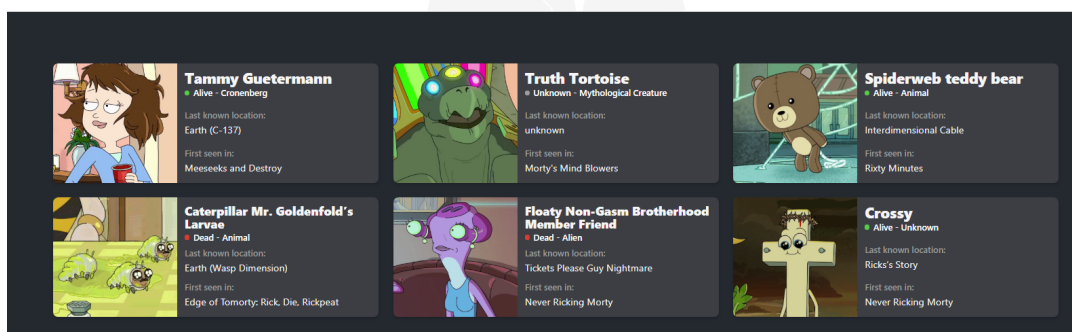 Tammy Guetermann
Alive - Cronenberg
Last known location:
Earth (C-137)
First seen in:
Meeseeks and Destroy
Truth Tortoise
Unknown - Mythological Creature
Last known location:
unknown
First seen in:
Morty's Mind Blowers
Spiderweb teddy bear
Alive - Animal
Last known location:
Interdimensional Cable
First seen in:
Rixty Minutes
Caterpillar Mr. Goldenfold's
Larvae
Dead - Animal
Last known location:
Earth (Wasp Dimension)
First seen in:
Edge of Tomorty: Rick, Die, Rickpeat
Floaty Non-Gasm Brotherhood
Member Friend
Dead - Alien
Last known location:
Tickets Please Guy Nightmare
First seen in:
Never Ricking Morty
Crossy
Alive - Unknown
Last known location:
Ricks's Story
First seen in:
Never Ricking Morty